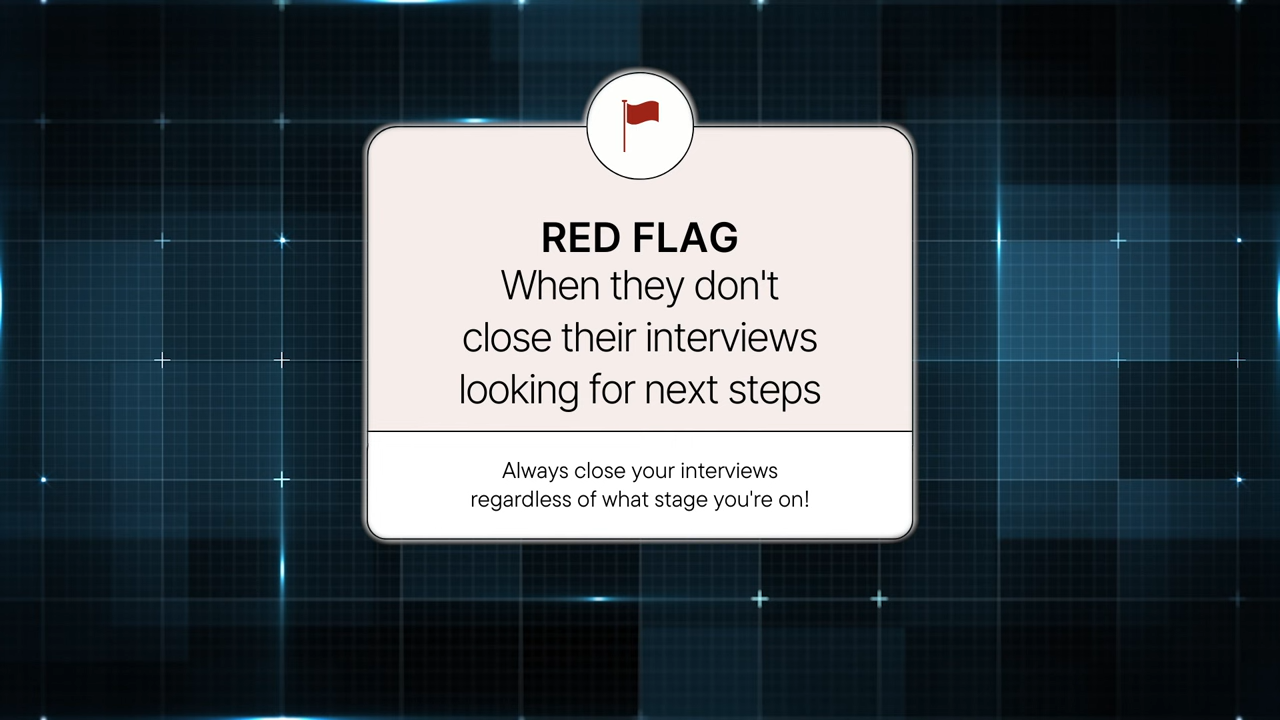 RED FLAG
When they don't
close their interviews
looking for next steps
Always close your interviews
regardless of what stage you're on!